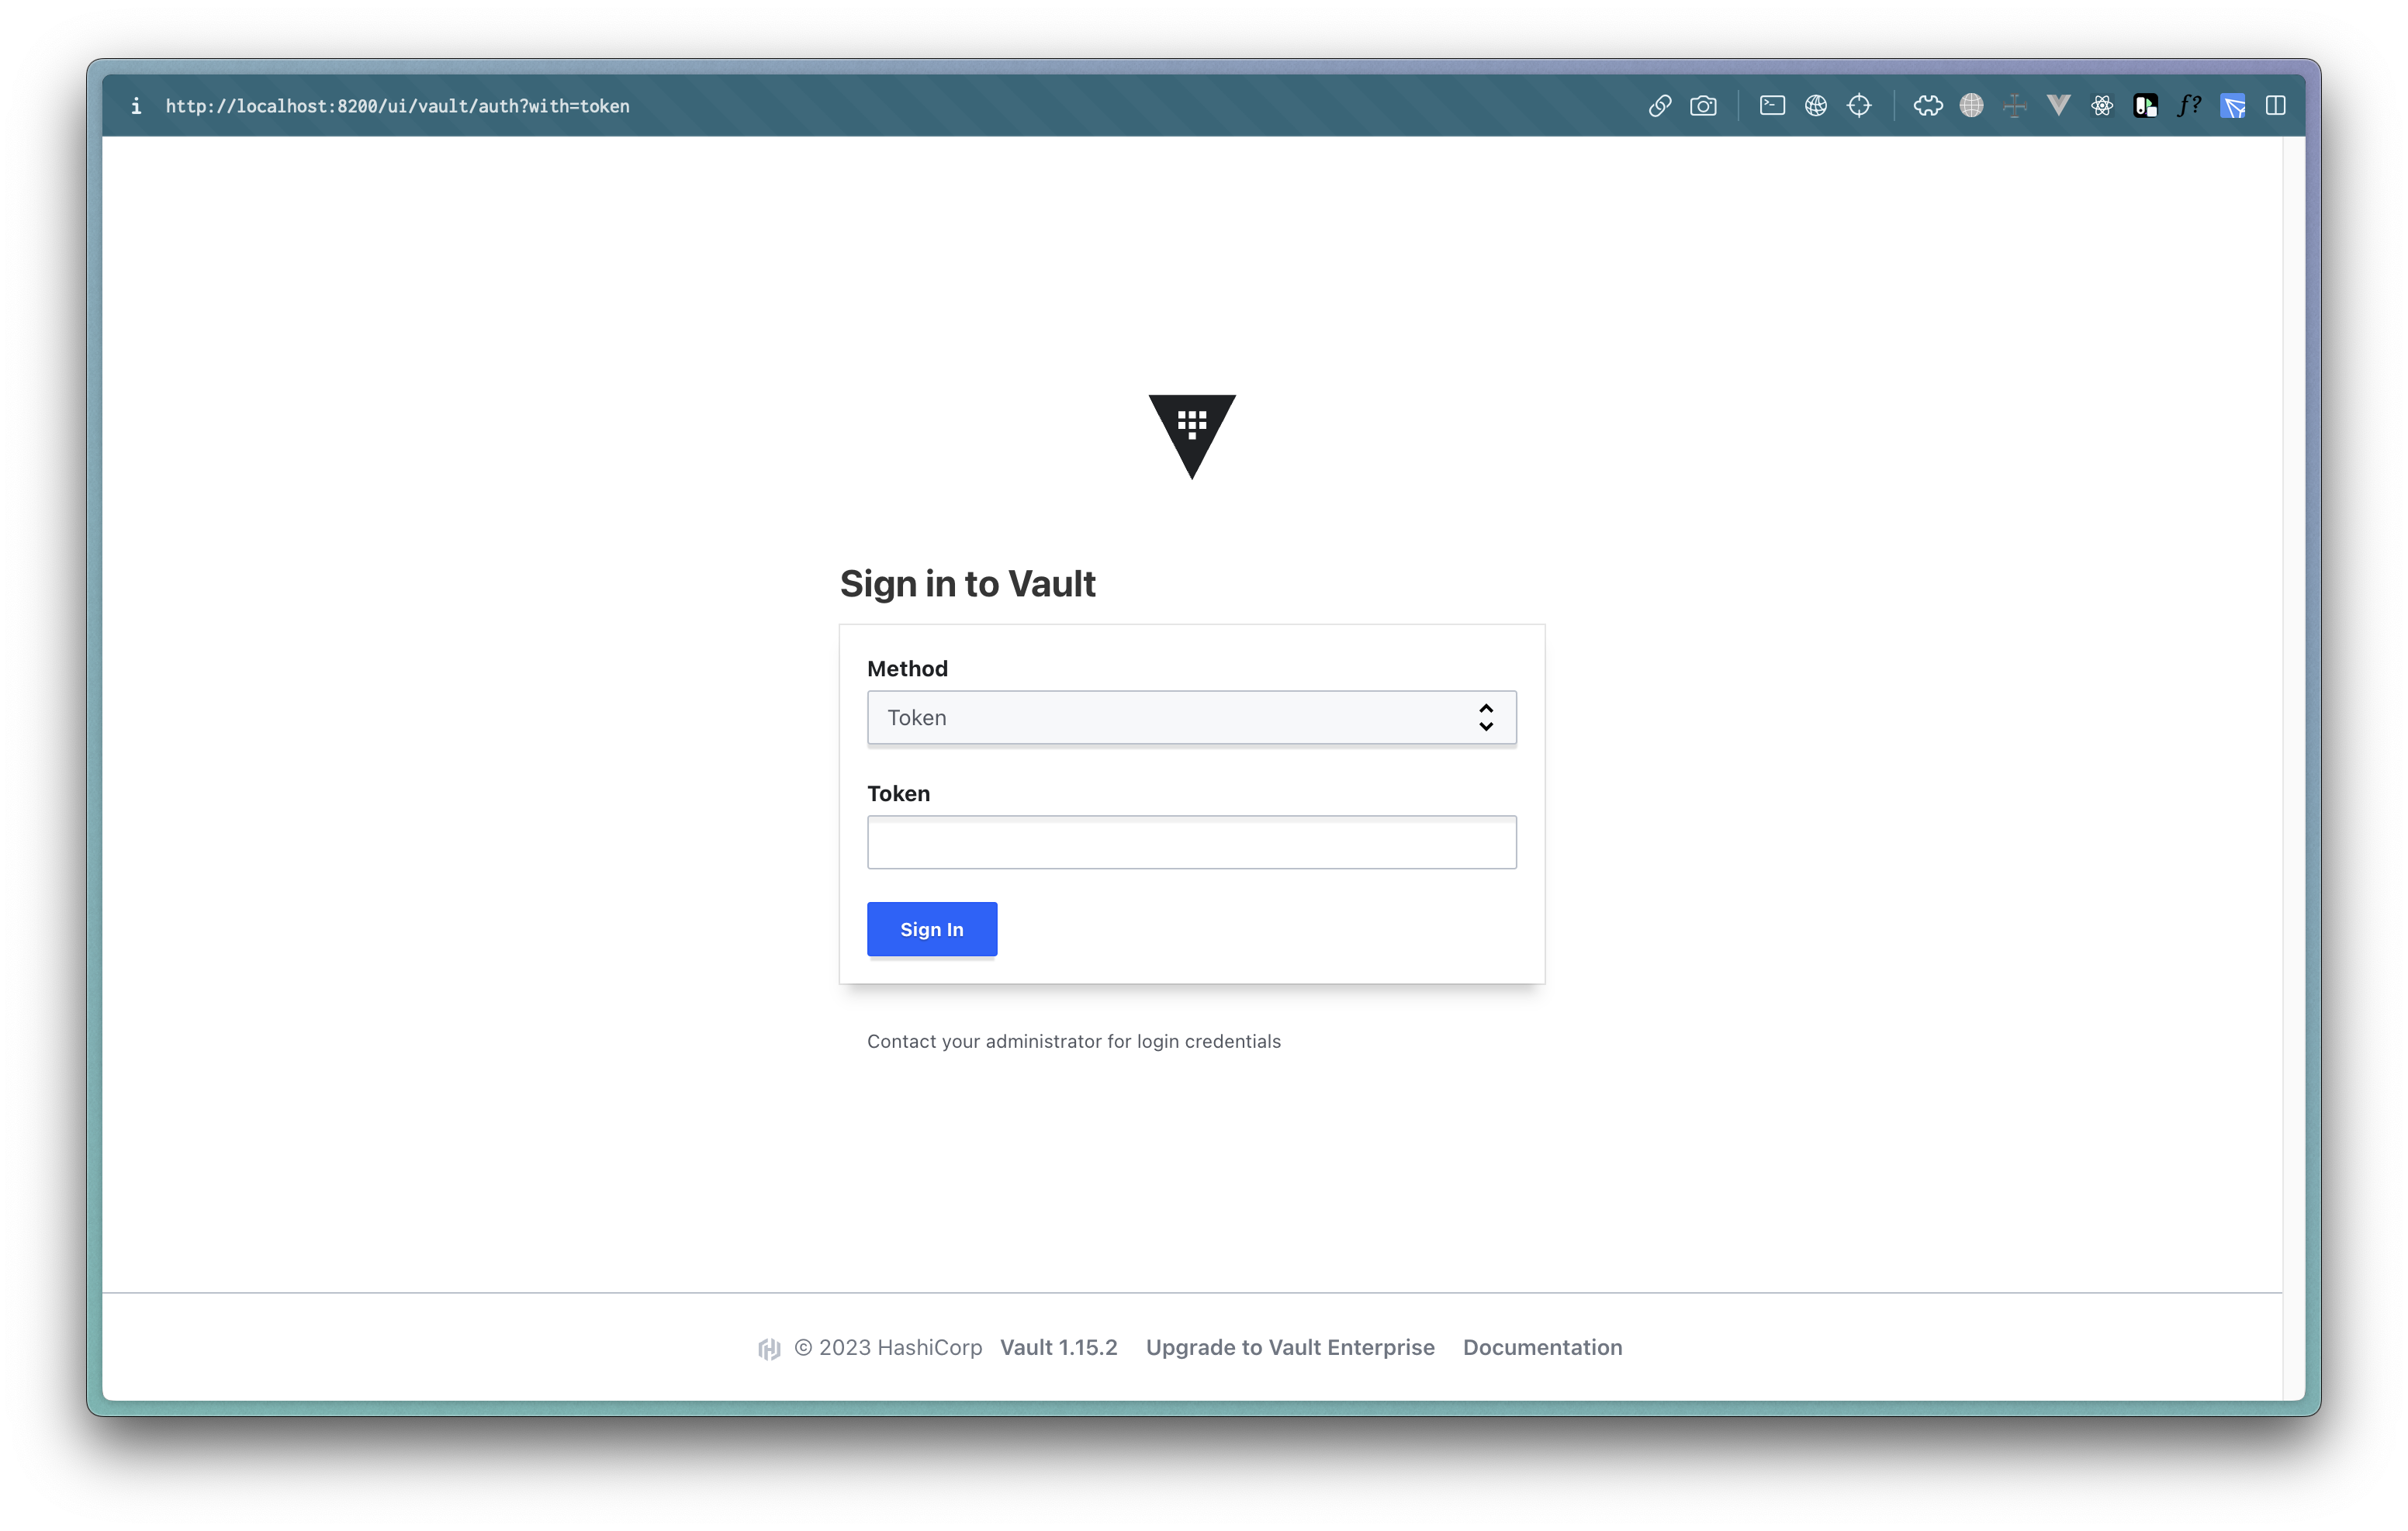 http://localhost:8200/ui/vault/auth?with=token
f?
Sign in to Vault
Method
Token
Token
Sign In
Contact your administrator for login credentials
© 2023 HashiCorp Vault 1.15.2 Upgrade to Vault Enterprise Documentation